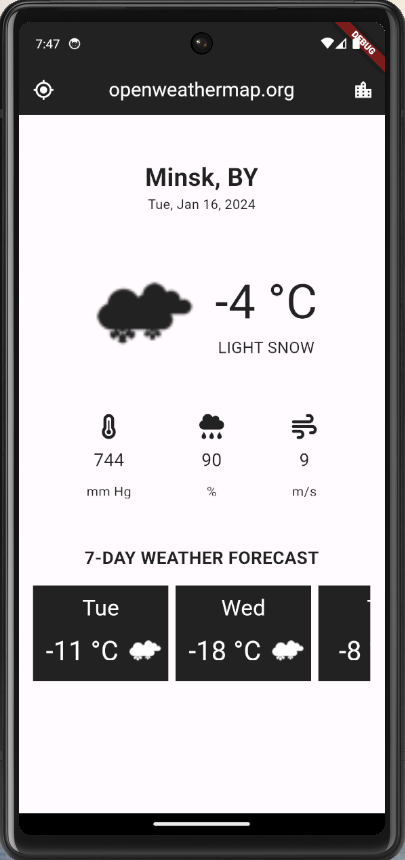 7:47
DEBUG
openweathermap.org
Minsk, BY
Tue, Jan 16, 2024
-4 °C
LIGHT SNOW
744 90 9
mm Hg % m/s
7-DAY WEATHER FORECAST
Tue Wed
-11 °C -18 °C -8